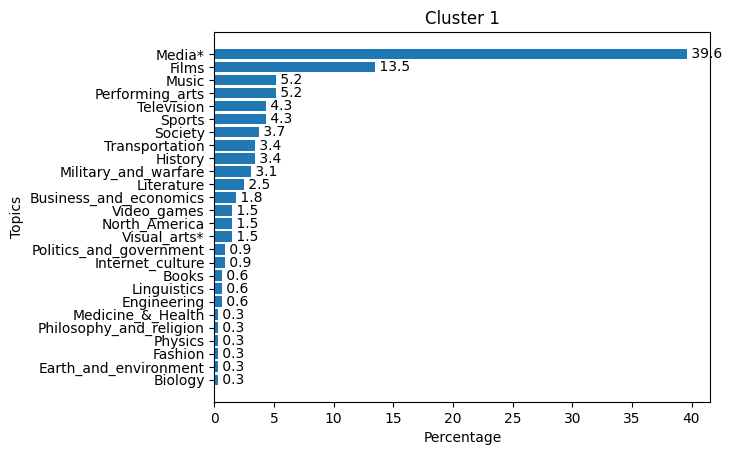 Cluster 1
Media* 39.6
Films 13.5
Music 5.2
Performing_arts 5.2
Television 4.3
Sports 4.3
Society 3.7
Transportation 3.4
History 3.4
Military_and_warfare 3.1
Literature 2.5
Business_and_economics 1.8
Video_games 1.5
North_America 1.5
Visual_arts* 1.5
Politics_and_government 0.9
Internet_culture 0.9
Books 0.6
Linguistics 0.6
Engineering 0.6
Medicine_&_Health 0.3
Philosophy_and_religion 0.3
Physics 0.3
Fashion 0.3
Earth_and_environment 0.3
Biology 0.3
Topics
0 5 10 15 20 25 30 35 40
Percentage